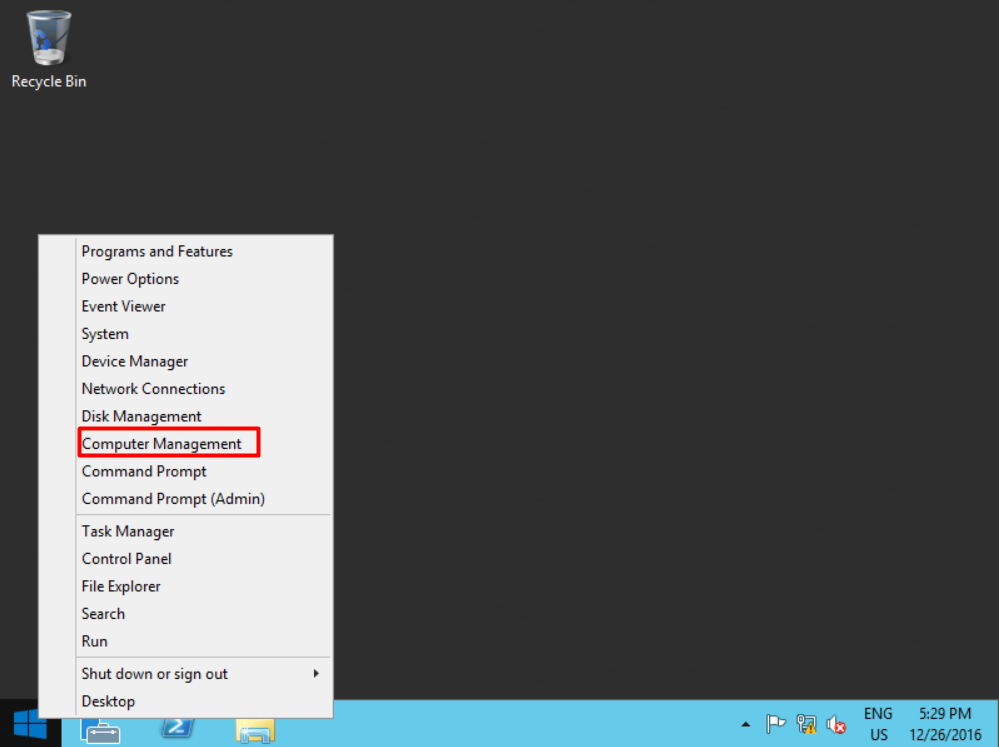 Recycle Bin
Programs and Features
Power Options
Event Viewer
System
Device Manager
Network Connections
Disk Management
Computer Management
Command Prompt
Command Prompt (Admin)
Task Manager
Control Panel
File Explorer
Search
Run
Shut down or sign out
Desktop
ENG 5:29 PM
US 12/26/2016